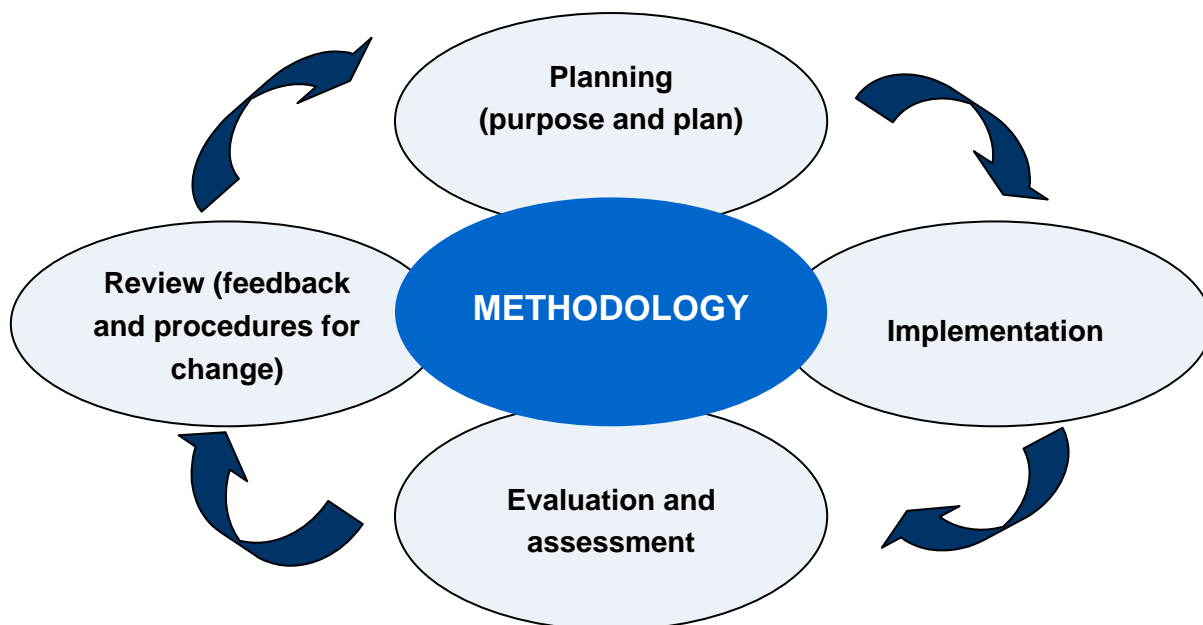 Planning
(purpose and plan)
Review (feedback
and procedures for
change)
METHODOLOGY
Implementation
Evaluation and
assessment